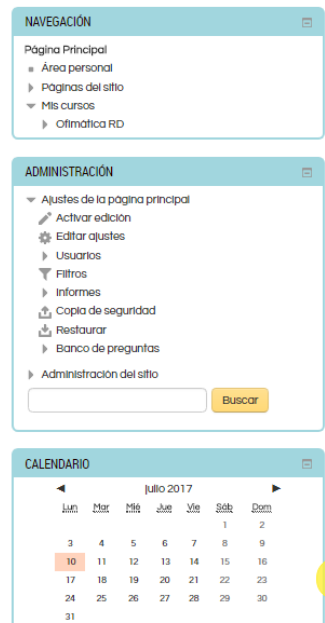 NAVEGACIÓN
Página Principal
Área personal
Páginas del sitio
Mis cursos
Ofimática RD
ADMINISTRACIÓN
Ajustes de la página principal
Activar edición
Editar ajustes
Usuarios
Filtros
Informes
Copia de seguridad
Restaurar
Banco de preguntas
Administración del sitio
Buscar
CALENDARIO
julio 2017
Lun Mar Mié Jue Vie Sáb Dom
1 2
3 4 5 6 7 8 9
10 11 12 13 14 15 16
17 18 19 20 21 22 23
24 25 26 27 28 29 30
31